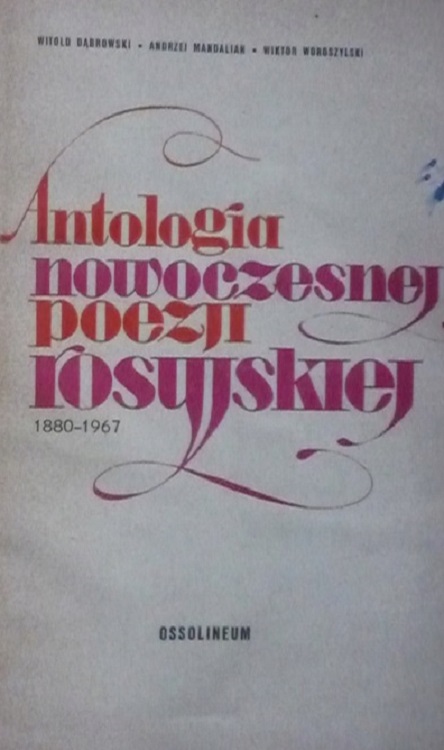 WITOLD DĄBROWSKI • ANDRZEJ MANDALIAN • WIKTOR WOROSZYLSKI
Antologia
nowoczesnej
poezji
rosyjskiej
1880-1967
OSSOLINEUM